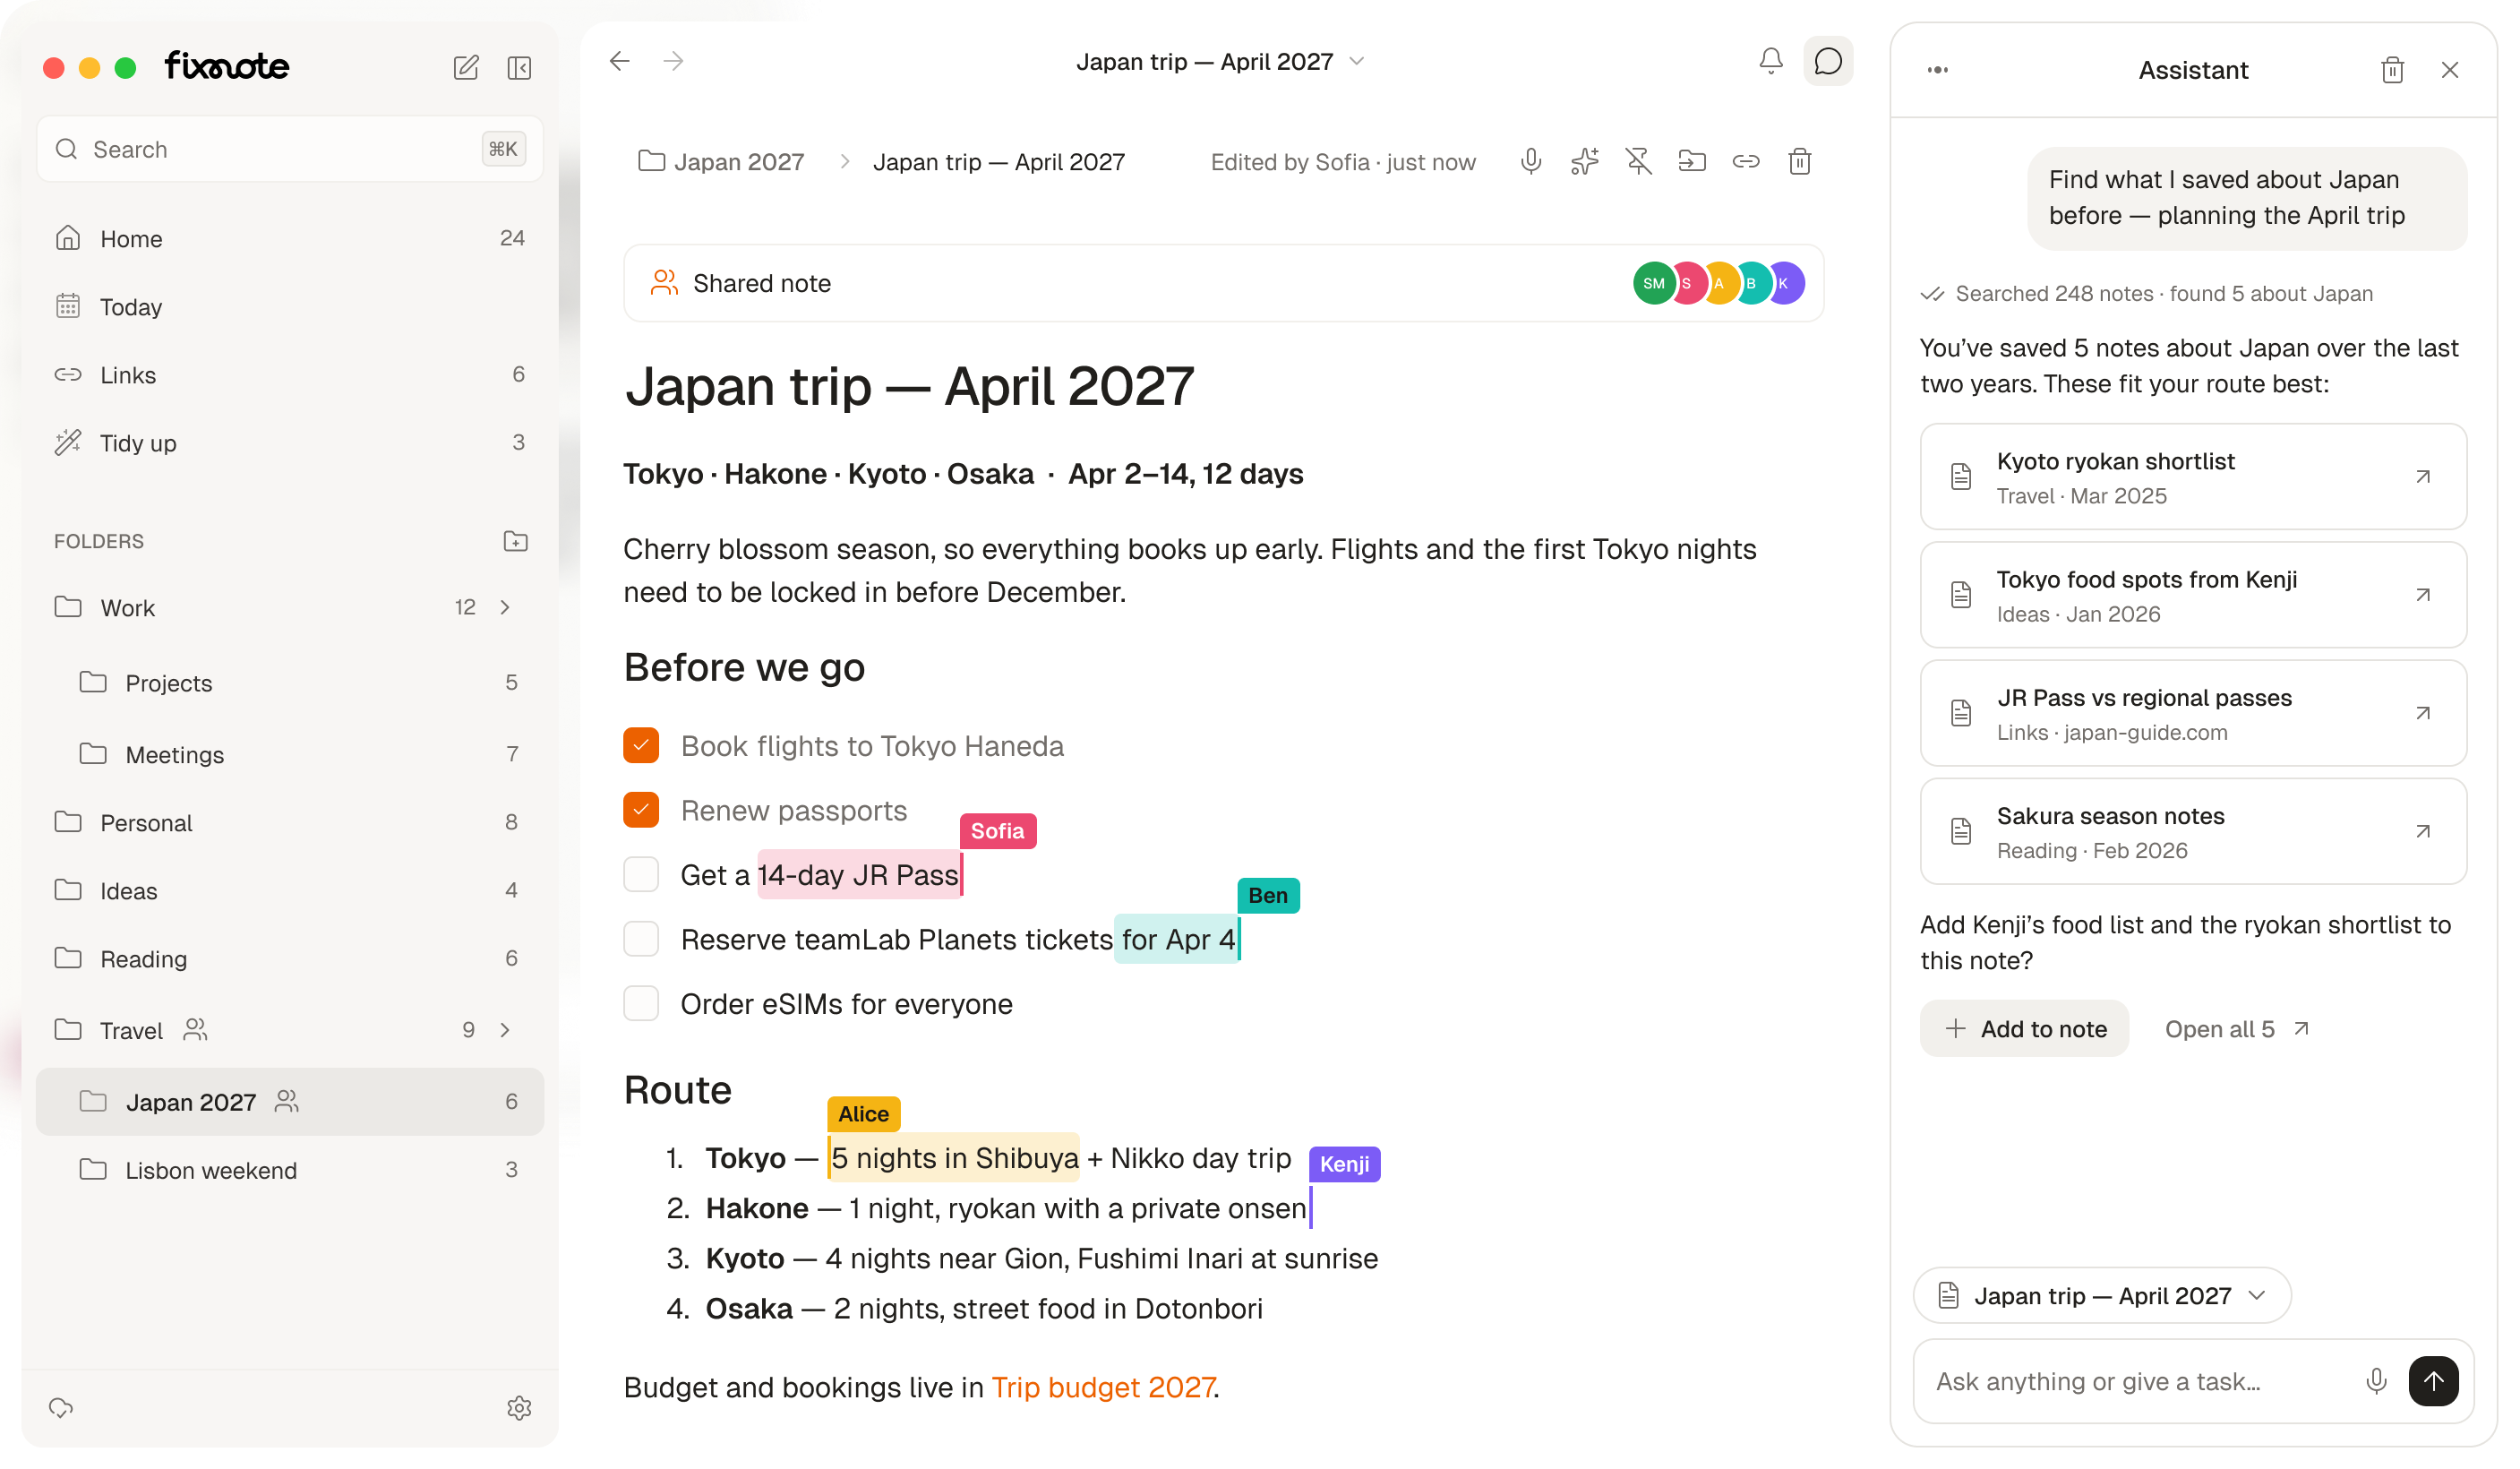 fixnote
Search
⌘K
Home
24
Today
Links
6
Tidy up
3
FOLDERS
Work
12
Projects
5
Meetings
7
Personal
8
Ideas
4
Reading
6
Travel
9
Japan 2027
6
Lisbon weekend
3
Japan trip — April 2027
Japan 2027
Japan trip — April 2027
Edited by Sofia · just now
Shared note
SM
S
A
B
K
Japan trip — April 2027
Tokyo · Hakone · Kyoto · Osaka · Apr 2–14, 12 days
Cherry blossom season, so everything books up early. Flights and the first Tokyo nights
need to be locked in before December.
Before we go
Book flights to Tokyo Haneda
Renew passports
Sofia
Get a 14-day JR Pass
Ben
Reserve teamLab Planets tickets for Apr 4
Order eSIMs for everyone
Route
Alice
1. Tokyo — 5 nights in Shibuya + Nikko day trip
Kenji
2. Hakone — 1 night, ryokan with a private onsen
3. Kyoto — 4 nights near Gion, Fushimi Inari at sunrise
4. Osaka — 2 nights, street food in Dotonbori
Budget and bookings live in Trip budget 2027.
Assistant
Find what I saved about Japan
before — planning the April trip
Searched 248 notes · found 5 about Japan
You’ve saved 5 notes about Japan over the last
two years. These fit your route best:
Kyoto ryokan shortlist
Travel · Mar 2025
Tokyo food spots from Kenji
Ideas · Jan 2026
JR Pass vs regional passes
Links · japan-guide.com
Sakura season notes
Reading · Feb 2026
Add Kenji’s food list and the ryokan shortlist to
this note?
Add to note
Open all 5
Japan trip — April 2027
Ask anything or give a task…